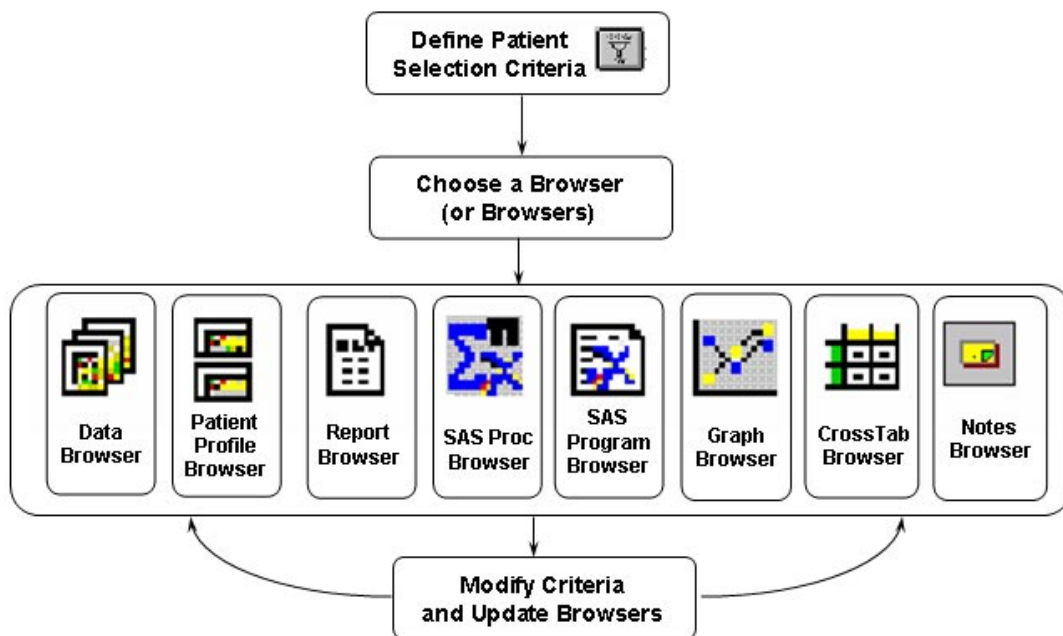 Define Patient
Selection Criteria
Choose a Browser
(or Browsers)
Data
Browser
Patient
Profile
Browser
Report
Browser
SAS Proc
Browser
SAS
Program
Browser
Graph
Browser
CrossTab
Browser
Notes
Browser
Modify Criteria
and Update Browsers